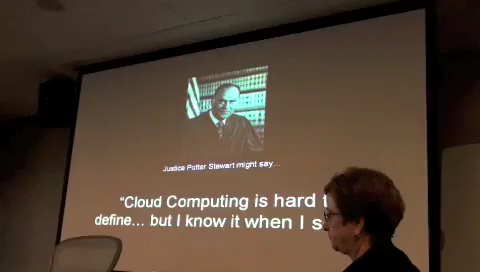 Justice Potter Stewart might say...
"Cloud Computing is hard
define... but I know it when I